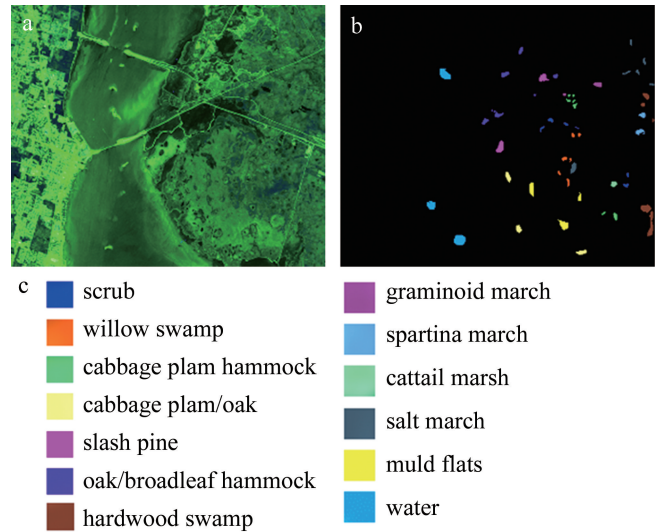 a
b
c
scrub
willow swamp
cabbage plam hammock
cabbage plam/oak
slash pine
oak/broadleaf hammock
hardwood swamp
graminoid march
spartina march
cattail marsh
salt march
muld flats
water